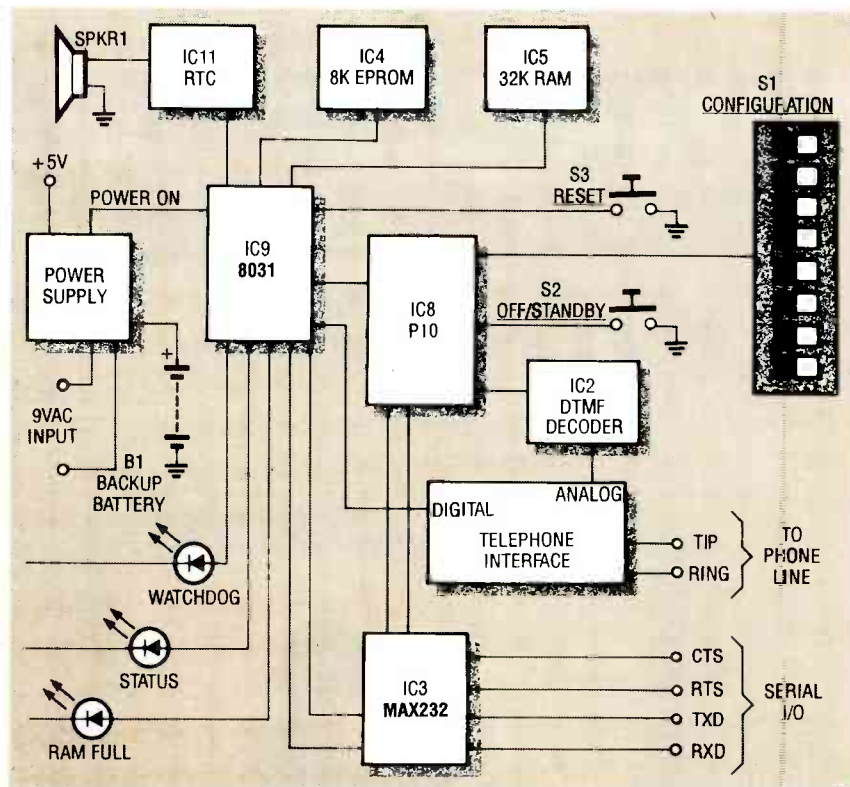 SPKR1
IC11
RTC
IC4
8K EPROM
IC5
32K RAM
S1
CONFIGURATION
+5V
POWER ON
S3
RESET
POWER
SUPPLY
IC9
8031
IC8
P10
S2
OFF/STANDBY
+
9VAC
INPUT
B1
BACKUP
BATTERY
IC2
DTMF
DECODER
DIGITAL
ANALOG
TELEPHONE
INTERFACE
TIP
RING
TO
PHONE
LINE
WATCHDOG
STATUS
RAM FULL
IC3
MAX232
CTS
RTS
TXD
RXD
SERIAL
I/O